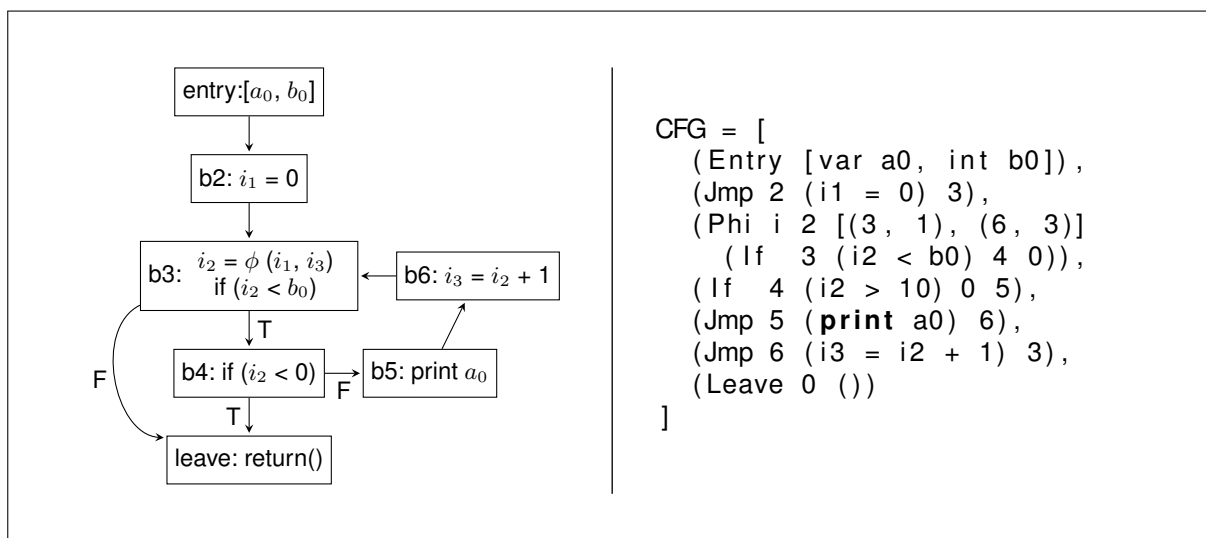 entry:[a₀, b₀]
b2: i₁ = 0
b3: i₂ = ϕ (i₁, i₃)
if (i₂ < b₀)
b6: i₃ = i₂ + 1
T
F
b4: if (i₂ < 0)
F
b5: print a₀
T
leave: return()
CFG = [
(Entry [var a0, int b0]),
(Jmp 2 (i1 = 0) 3),
(Phi i 2 [(3, 1), (6, 3)]
(If 3 (i2 < b0) 4 0)),
(If 4 (i2 > 10) 0 5),
(Jmp 5 (print a0) 6),
(Jmp 6 (i3 = i2 + 1) 3),
(Leave 0 ())
]